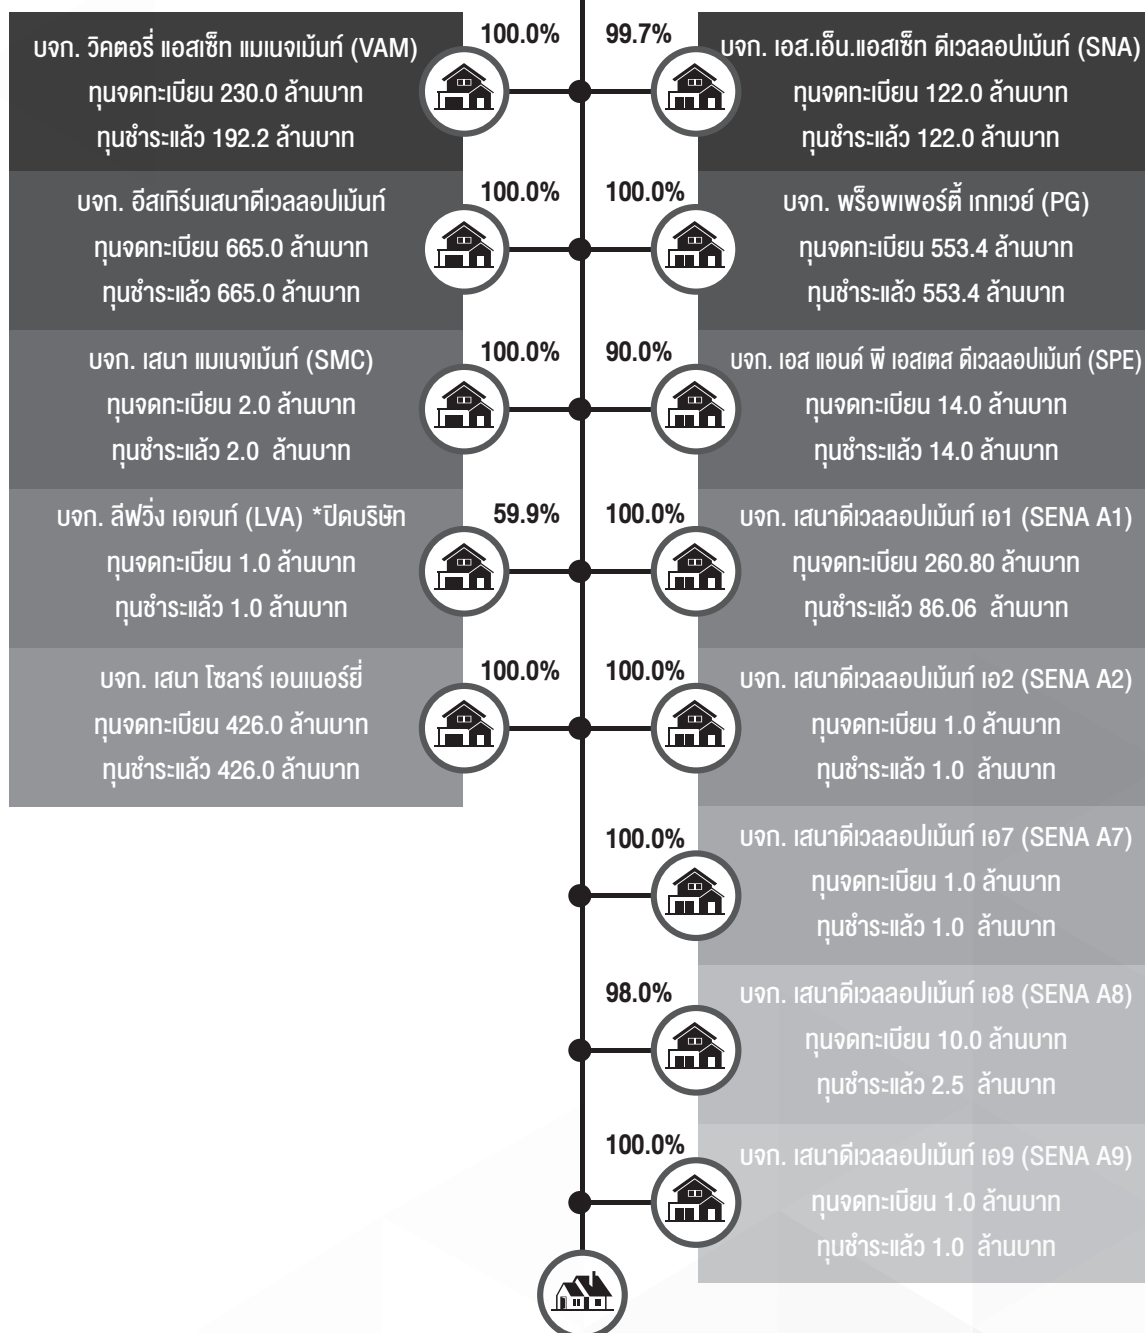 100.0%
บจก. วิคตอรี่ แอสเซ็ท แมเนจเม้นท์ (VAM)
ทุนจดทะเบียน 230.0 ล้านบาท
ทุนชำระแล้ว 192.2 ล้านบาท
99.7%
บจก. เอส.เอ็น.แอสเซ็ท ดีเวลลอปเม้นท์ (SNA)
ทุนจดทะเบียน 122.0 ล้านบาท
ทุนชำระแล้ว 122.0 ล้านบาท
100.0%
บจก. อีสเทิร์นเสนาดีเวลลอปเม้นท์
ทุนจดทะเบียน 665.0 ล้านบาท
ทุนชำระแล้ว 665.0 ล้านบาท
100.0%
บจก. พร็อพเพอร์ตี้ เกทเวย์ (PG)
ทุนจดทะเบียน 553.4 ล้านบาท
ทุนชำระแล้ว 553.4 ล้านบาท
100.0%
บจก. เสนา แมเนจเม้นท์ (SMC)
ทุนจดทะเบียน 2.0 ล้านบาท
ทุนชำระแล้ว 2.0 ล้านบาท
90.0%
บจก. เอส แอนด์ พี เอสเตส ดีเวลลอปเม้นท์ (SPE)
ทุนจดทะเบียน 14.0 ล้านบาท
ทุนชำระแล้ว 14.0 ล้านบาท
59.9%
บจก. ลีฟวิ่ง เอเจนท์ (LVA) *ปิดบริษัท
ทุนจดทะเบียน 1.0 ล้านบาท
ทุนชำระแล้ว 1.0 ล้านบาท
100.0%
บจก. เสนาดีเวลลอปเม้นท์ เอ1 (SENA A1)
ทุนจดทะเบียน 260.80 ล้านบาท
ทุนชำระแล้ว 86.06 ล้านบาท
100.0%
บจก. เสนา โซลาร์ เอนเนอร์ยี่
ทุนจดทะเบียน 426.0 ล้านบาท
ทุนชำระแล้ว 426.0 ล้านบาท
100.0%
บจก. เสนาดีเวลลอปเม้นท์ เอ2 (SENA A2)
ทุนจดทะเบียน 1.0 ล้านบาท
ทุนชำระแล้ว 1.0 ล้านบาท
100.0%
บจก. เสนาดีเวลลอปเม้นท์ เอ7 (SENA A7)
ทุนจดทะเบียน 1.0 ล้านบาท
ทุนชำระแล้ว 1.0 ล้านบาท
98.0%
บจก. เสนาดีเวลลอปเม้นท์ เอ8 (SENA A8)
ทุนจดทะเบียน 10.0 ล้านบาท
ทุนชำระแล้ว 2.5 ล้านบาท
100.0%
บจก. เสนาดีเวลลอปเม้นท์ เอ9 (SENA A9)
ทุนจดทะเบียน 1.0 ล้านบาท
ทุนชำระแล้ว 1.0 ล้านบาท